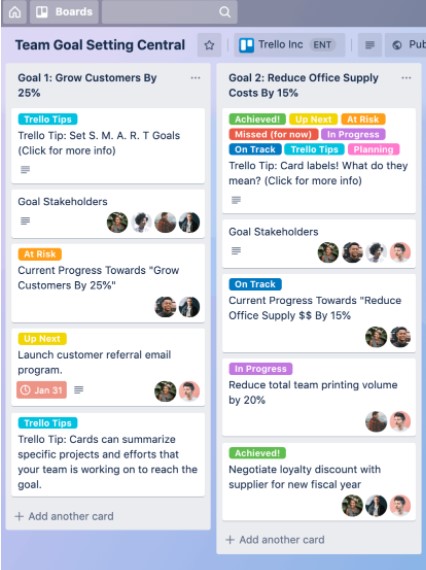 Boards
Team Goal Setting Central
Trello Inc ENT
Pub
Goal 1: Grow Customers By
25%
Trello Tips
Trello Tip: Set S. M. A. R. T Goals
(Click for more info)
Goal Stakeholders
At Risk
Current Progress Towards "Grow
Customers By 25%"
Up Next
Launch customer referral email
program.
Jan 31
Trello Tips
Trello Tip: Cards can summarize
specific projects and efforts that
your team is working on to reach the
goal.
+ Add another card
Goal 2: Reduce Office Supply
Costs By 15%
Achieved! Up Next At Risk
Missed (for now) In Progress
On Track Trello Tips Planning
Trello Tip: Card labels! What do they
mean? (Click for more info)
Goal Stakeholders
On Track
Current Progress Towards "Reduce
Office Supply $$ By 15%
In Progress
Reduce total team printing volume
by 20%
Achieved!
Negotiate loyalty discount with
supplier for new fiscal year
+ Add another card